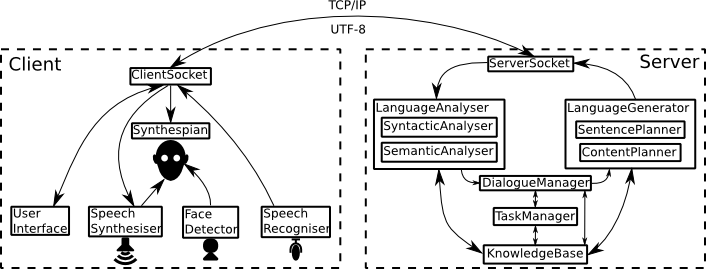 TCP/IP
UTF-8
Client
Server
ClientSocket
ServerSocket
Synthespian
LanguageAnalyser
SyntacticAnalyser
SemanticAnalyser
LanguageGenerator
SentencePlanner
ContentPlanner
DialogueManager
TaskManager
KnowledgeBase
User
Interface
Speech
Synthesiser
Face
Detector
Speech
Recogniser